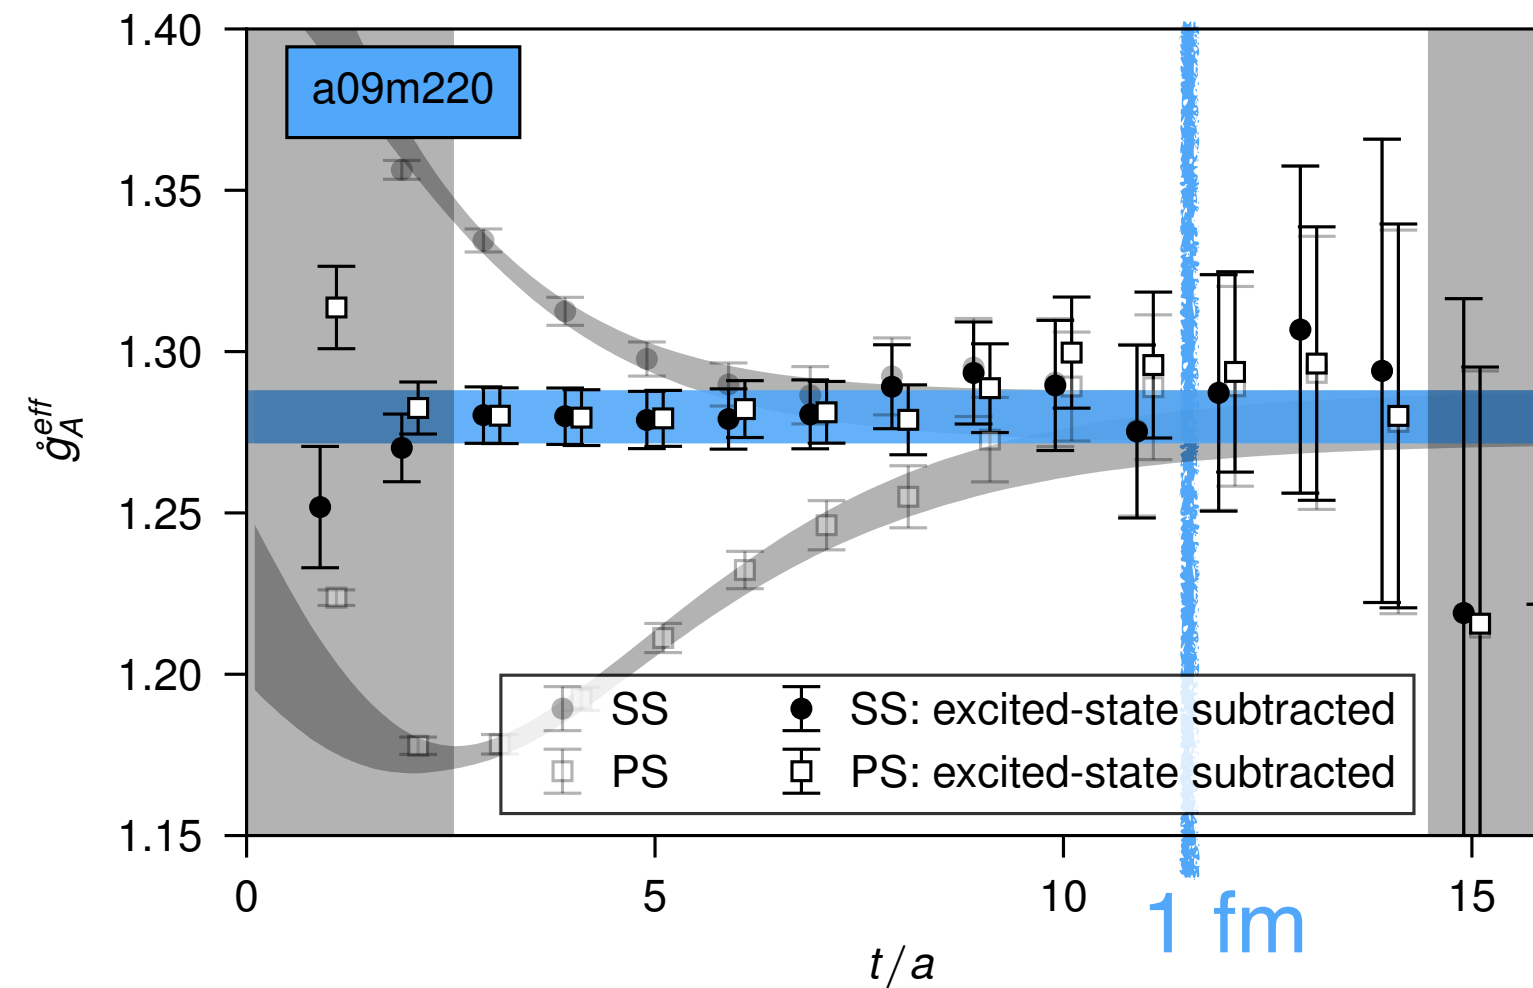 1.40
a09m220
1.35
1.30
g̊_A^eff
1.25
1.20
SS SS: excited-state subtracted
PS PS: excited-state subtracted
1.15
0 5 10 15
1 fm
t/a